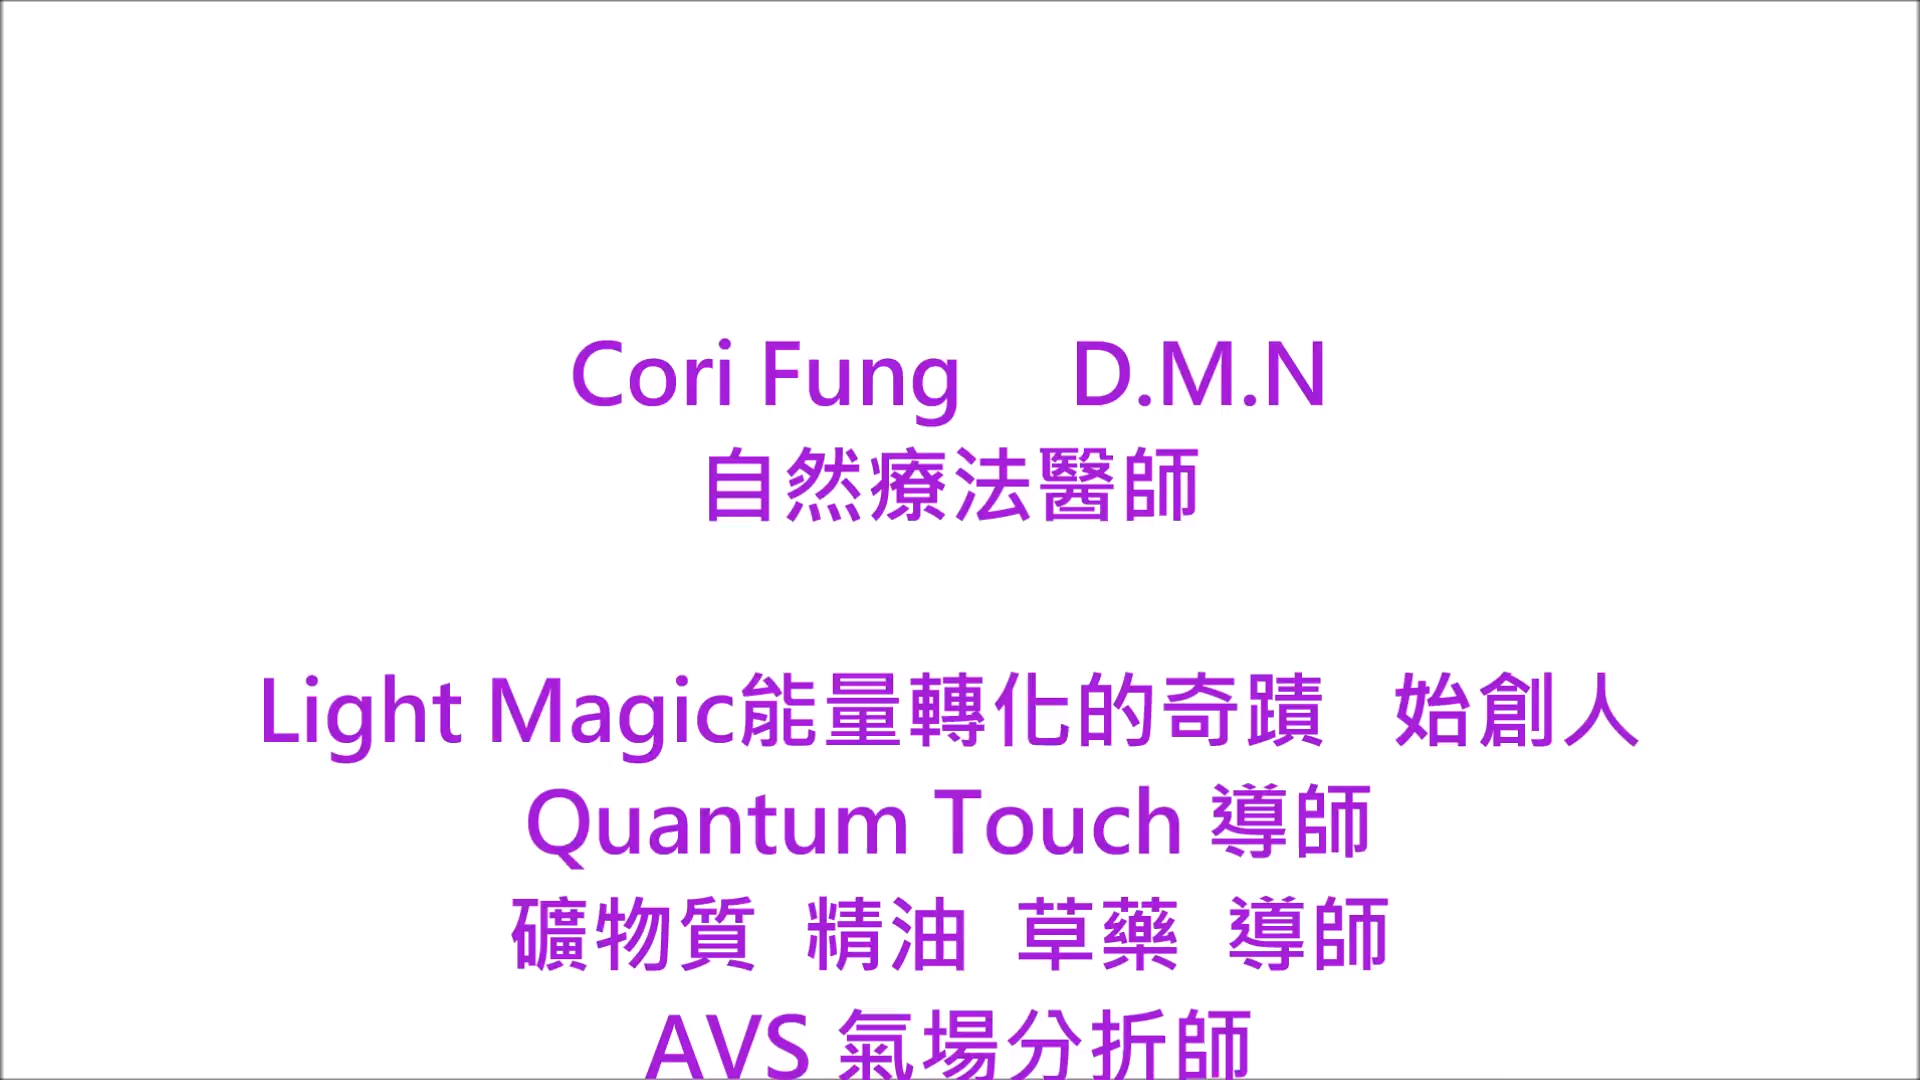 Cori Fung D.M.N
自然療法醫師
Light Magic能量轉化的奇蹟 始創人
Quantum Touch 導師
礦物質 精油 草藥 導師
AVS 氣場分折師